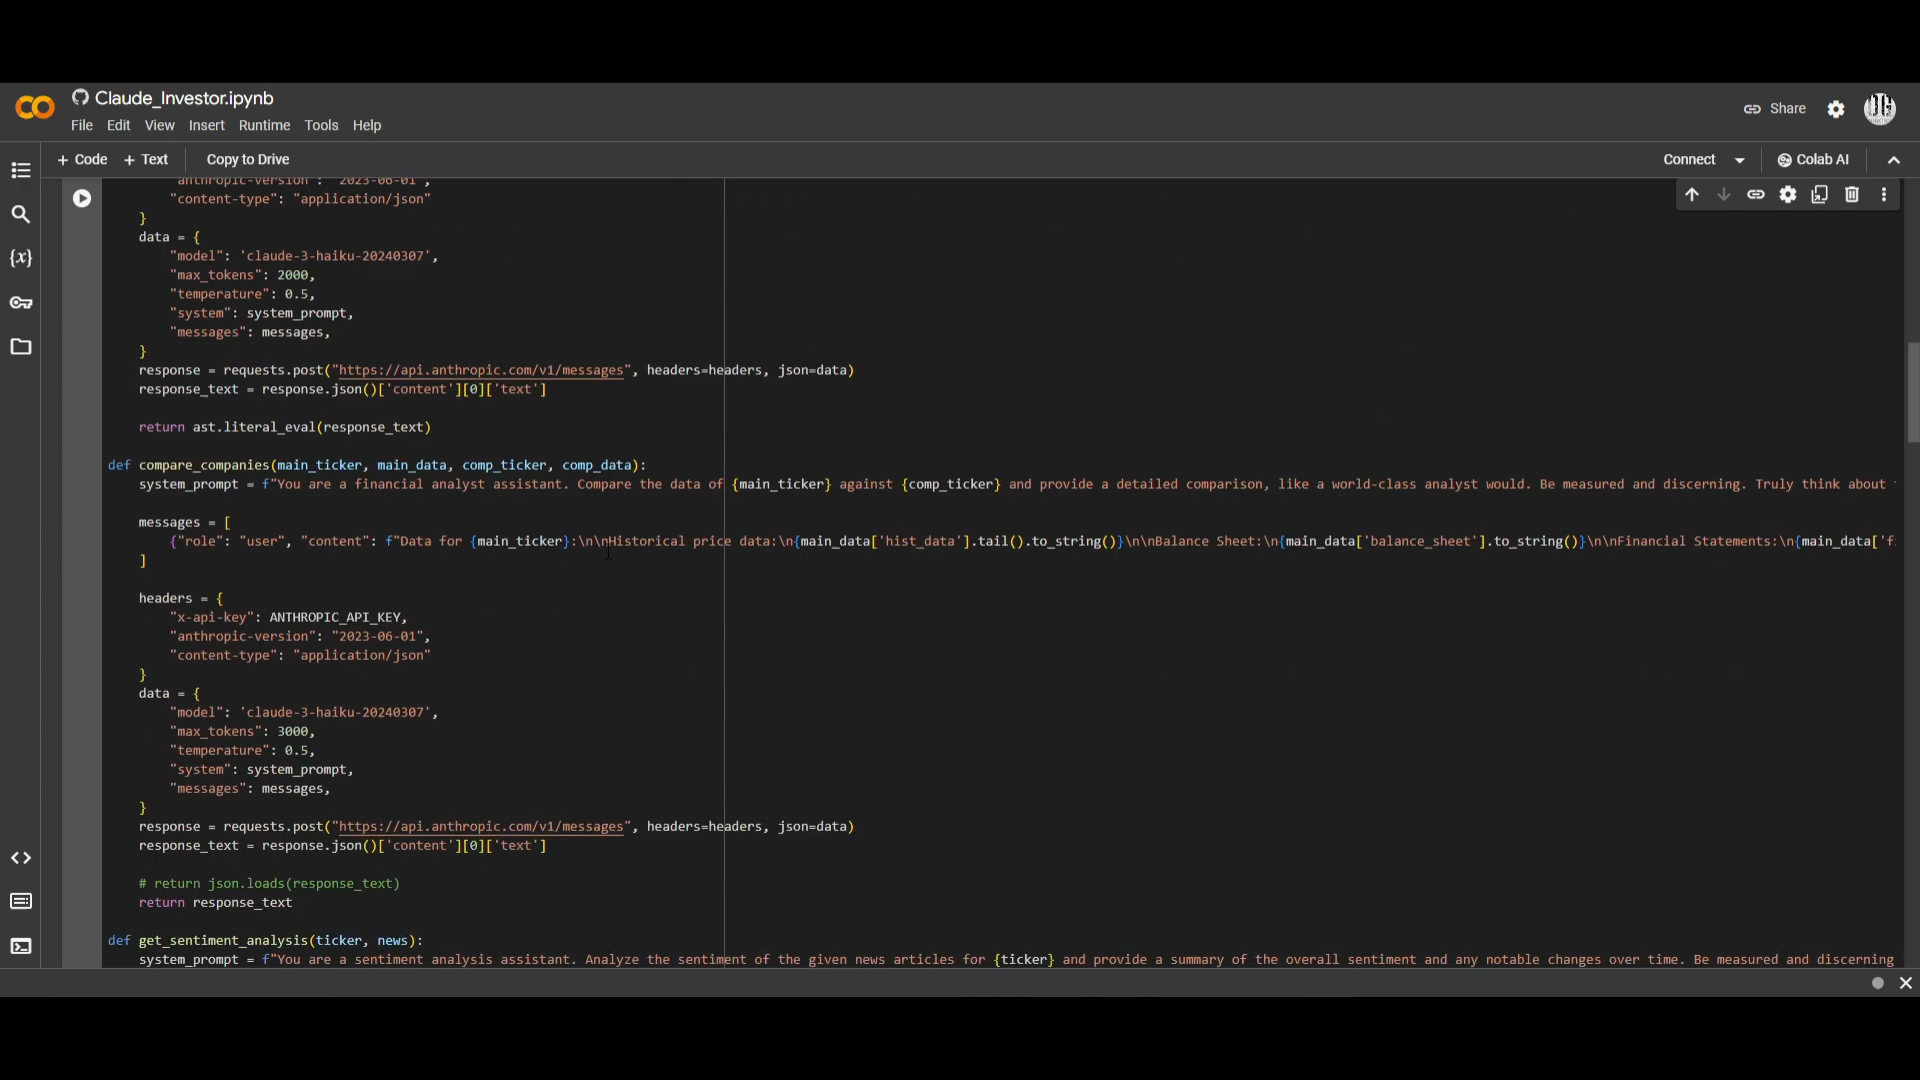 Claude_Investor.ipynb
File Edit View Insert Runtime Tools Help
Share
+ Code + Text Copy to Drive
Connect Colab AI
"anthropic-version": "2023-06-01",
"content-type": "application/json"
}
data = {
"model": 'claude-3-haiku-20240307',
"max_tokens": 2000,
"temperature": 0.5,
"system": system_prompt,
"messages": messages,
}
response = requests.post("https://api.anthropic.com/v1/messages", headers=headers, json=data)
response_text = response.json()['content'][0]['text']
return ast.literal_eval(response_text)
def compare_companies(main_ticker, main_data, comp_ticker, comp_data):
system_prompt = f"You are a financial analyst assistant. Compare the data of {main_ticker} against {comp_ticker} and provide a detailed comparison, like a world-class analyst would. Be measured and discerning. Truly think about
messages = [
{"role": "user", "content": f"Data for {main_ticker}:\n\nHistorical price data:\n{main_data['hist_data'].tail().to_string()}\n\nBalance Sheet:\n{main_data['balance_sheet'].to_string()}\n\nFinancial Statements:\n{main_data['f
]
headers = {
"x-api-key": ANTHROPIC_API_KEY,
"anthropic-version": "2023-06-01",
"content-type": "application/json"
}
data = {
"model": 'claude-3-haiku-20240307',
"max_tokens": 3000,
"temperature": 0.5,
"system": system_prompt,
"messages": messages,
}
response = requests.post("https://api.anthropic.com/v1/messages", headers=headers, json=data)
response_text = response.json()['content'][0]['text']
# return json.loads(response_text)
return response_text
def get_sentiment_analysis(ticker, news):
system_prompt = f"You are a sentiment analysis assistant. Analyze the sentiment of the given news articles for {ticker} and provide a summary of the overall sentiment and any notable changes over time. Be measured and discerning